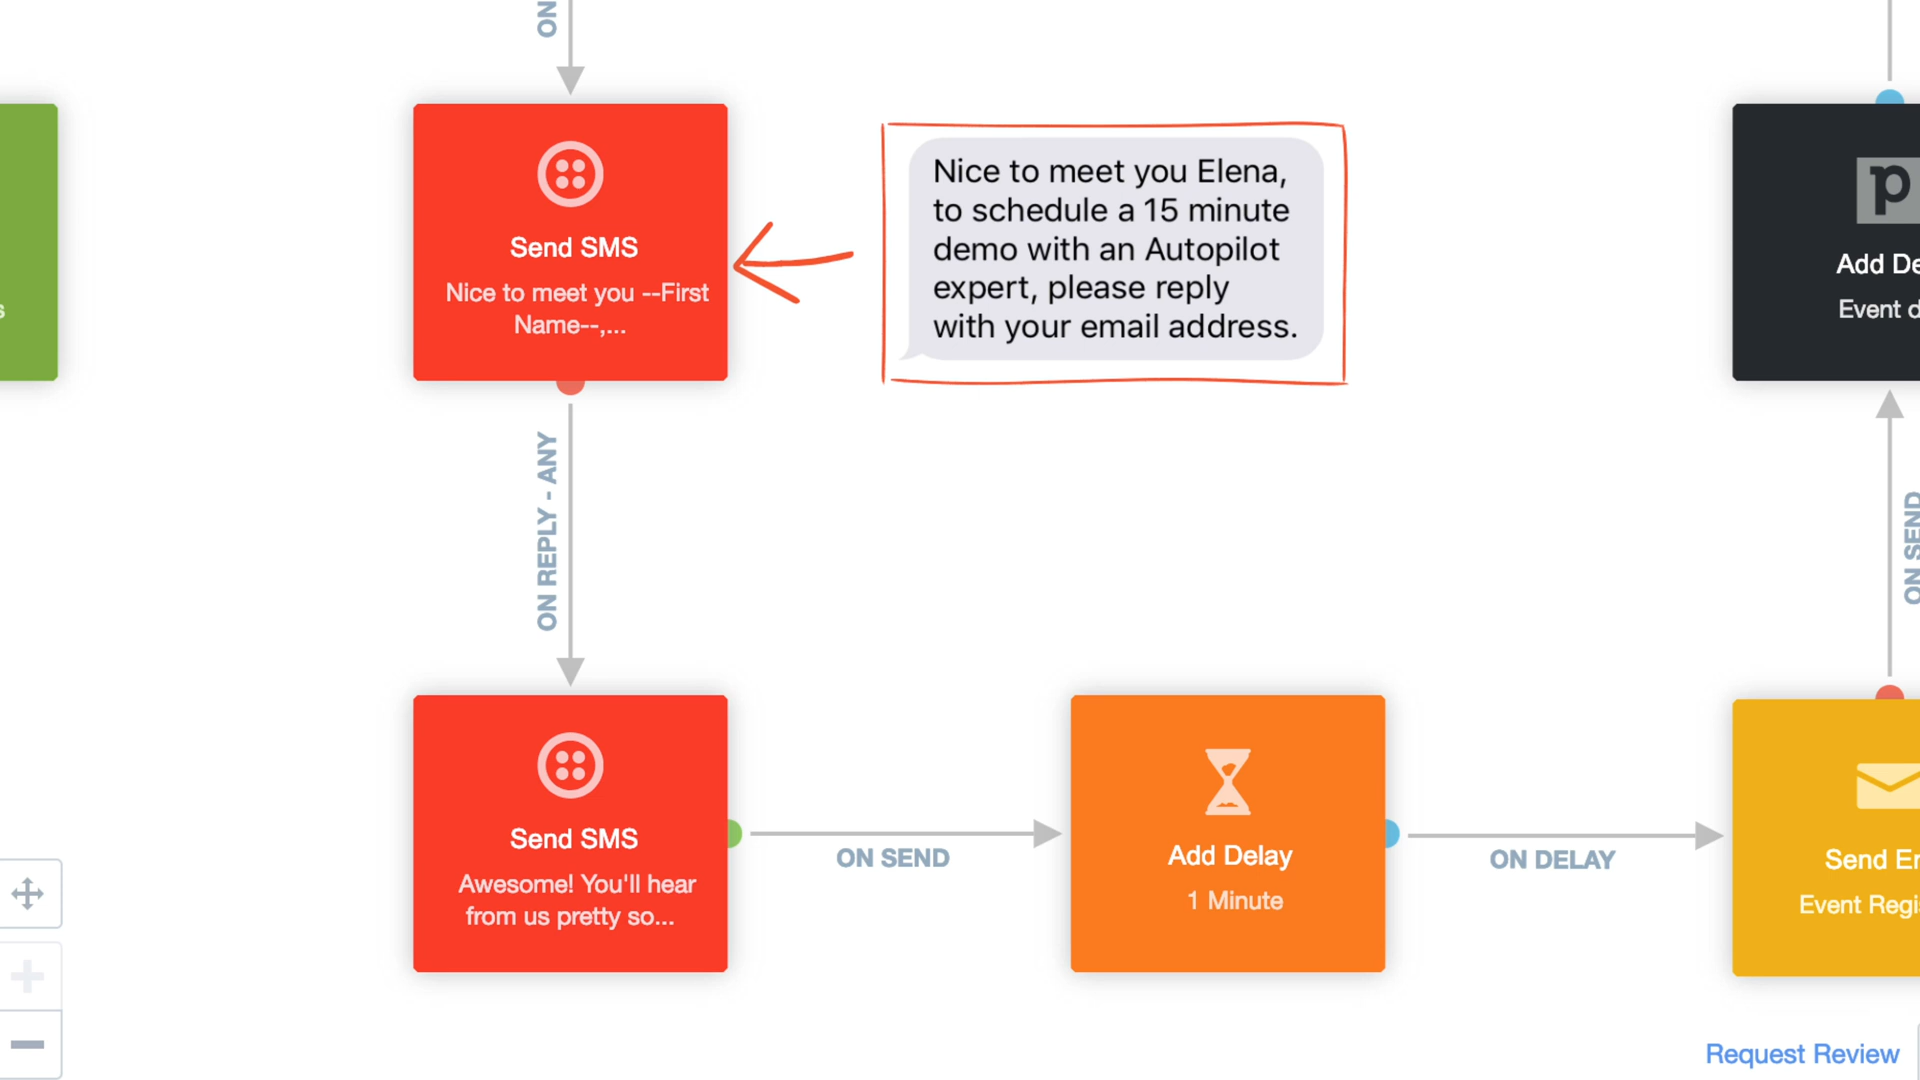 ON
Send SMS
Nice to meet you --First
Name--,...
Nice to meet you Elena,
to schedule a 15 minute
demo with an Autopilot
expert, please reply
with your email address.
p
Add De
Event d
s
ON REPLY - ANY
ON SEND
Send SMS
Awesome! You'll hear
from us pretty so...
ON SEND
Add Delay
1 Minute
ON DELAY
Send Em
Event Regis
Request Review